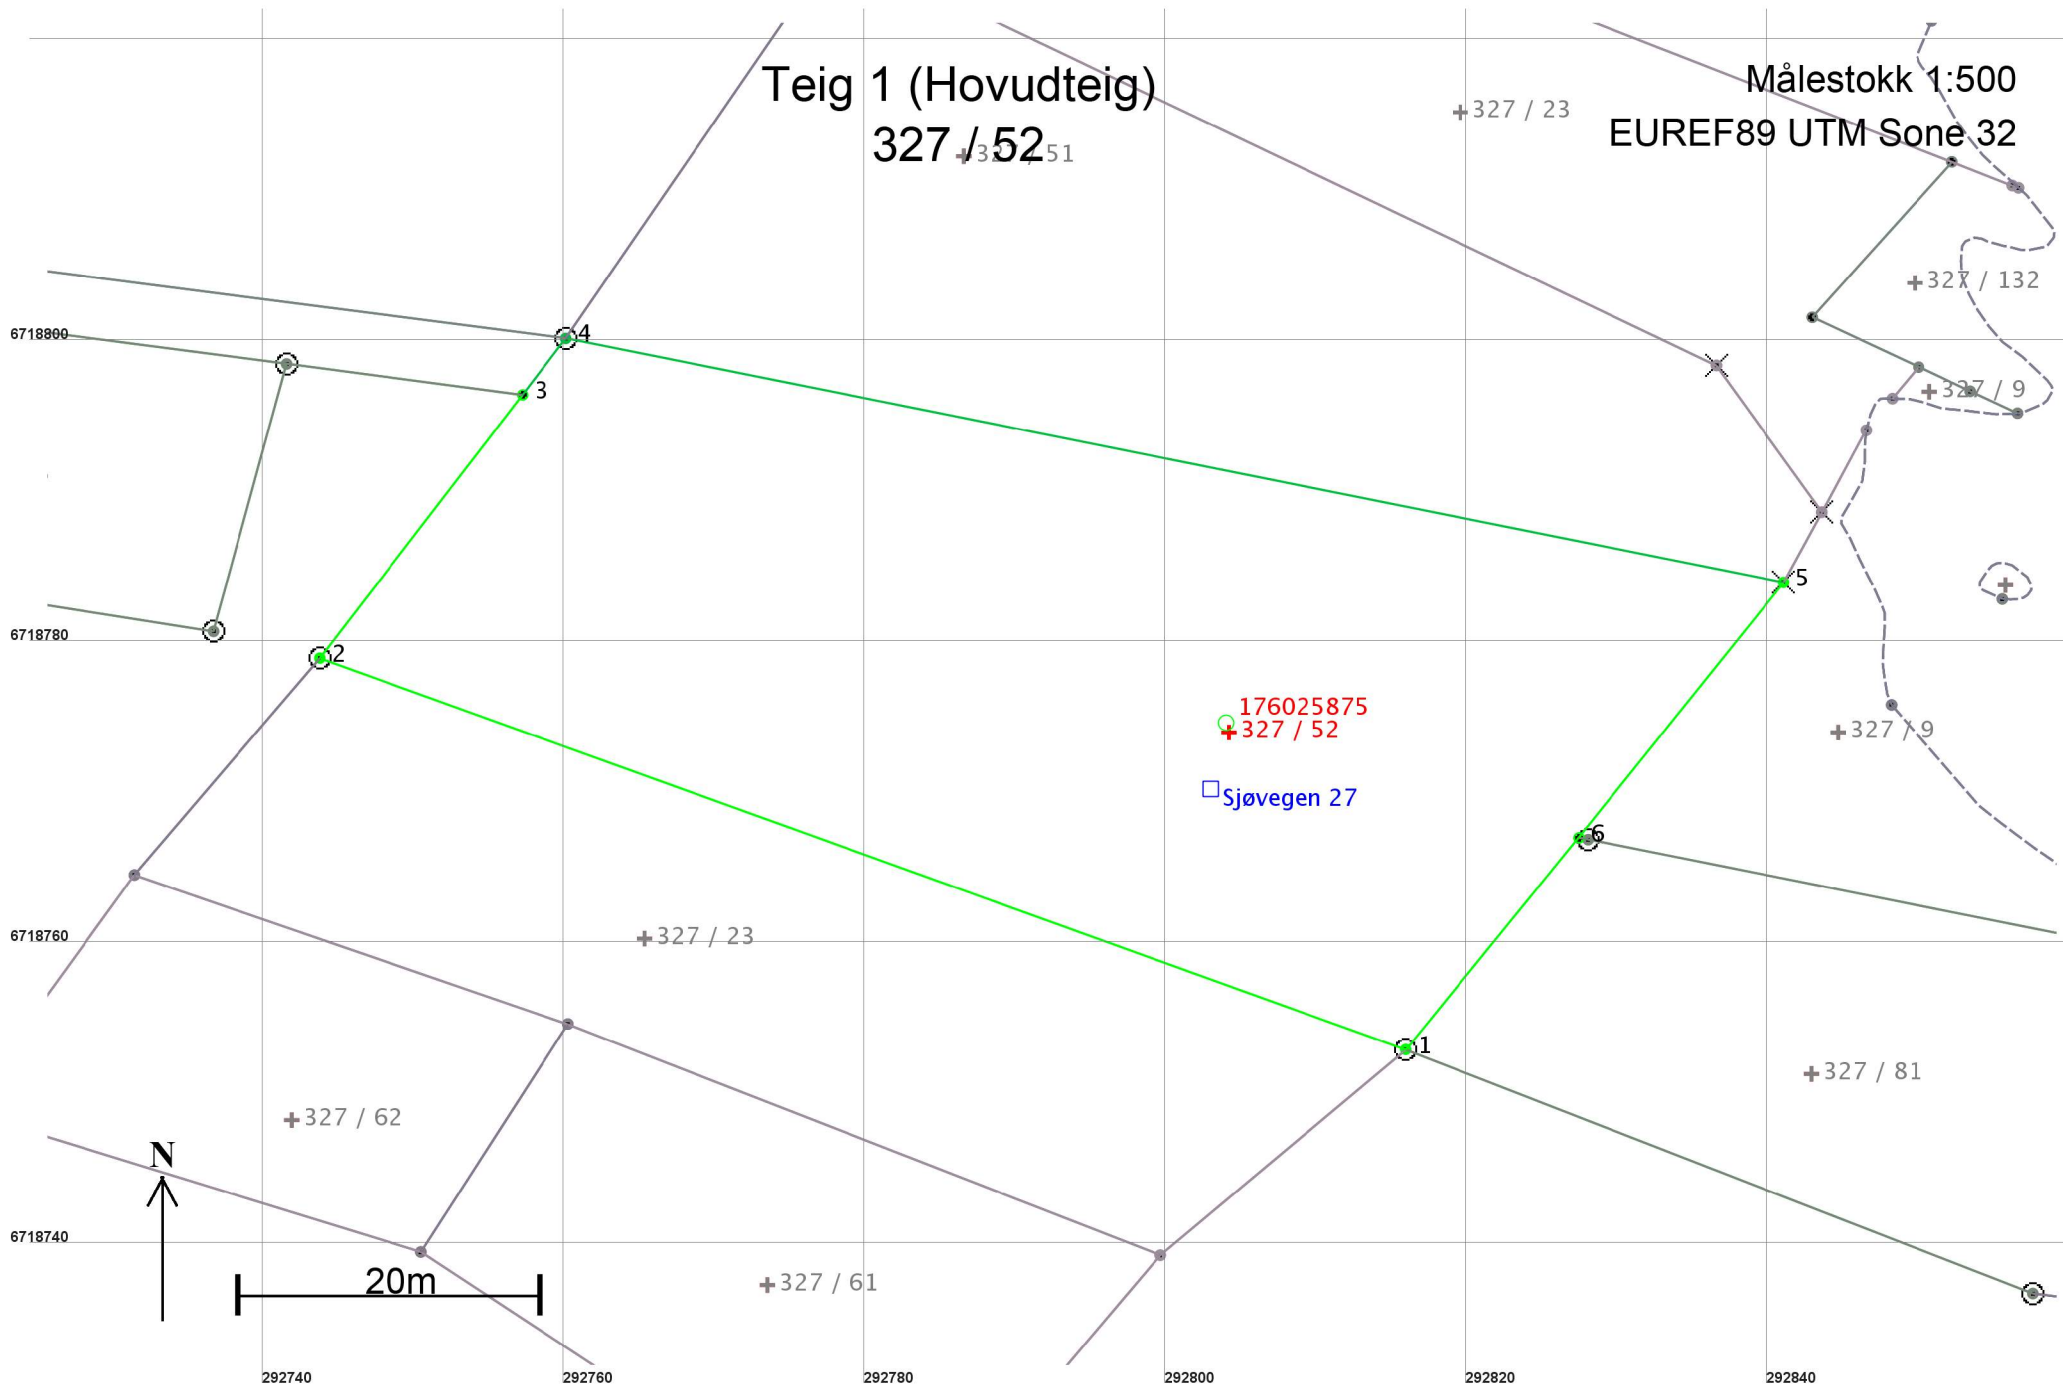 Teig 1 (Hovudteig)
327 / 52
Målestokk 1:500
EUREF89 UTM Sone 32
327 / 23
327 / 51
327 / 132
6718800
4
3
327 / 9
5
6718780
2
176025875
327 / 52
327 / 9
Sjøvegen 27
6
6718760
327 / 23
1
327 / 81
327 / 62
N
6718740
20m
327 / 61
292740
292760
292780
292800
292820
292840